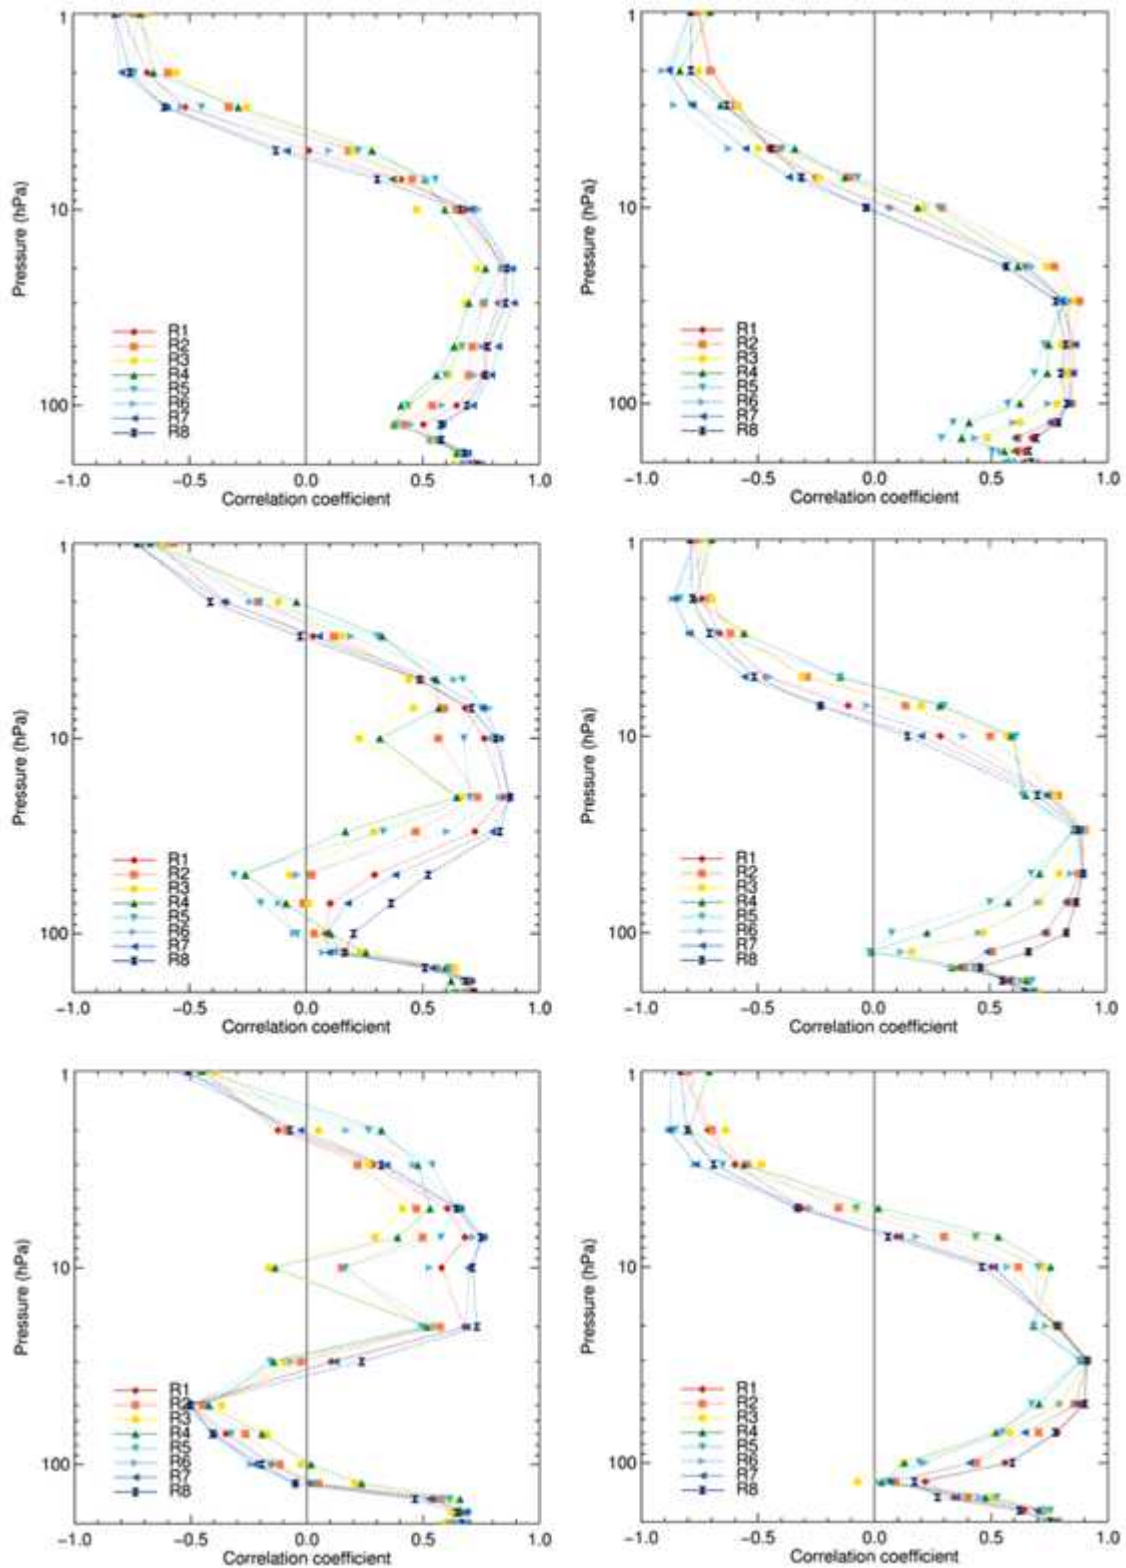 1
10
100
Pressure (hPa)
R1
R2
R3
R4
R5
R6
R7
R8
−1.0 −0.5 0.0 0.5 1.0
Correlation coefficient
1
10
100
Pressure (hPa)
R1
R2
R3
R4
R5
R6
R7
R8
−1.0 −0.5 0.0 0.5 1.0
Correlation coefficient
1
10
100
Pressure (hPa)
R1
R2
R3
R4
R5
R6
R7
R8
−1.0 −0.5 0.0 0.5 1.0
Correlation coefficient
1
10
100
Pressure (hPa)
R1
R2
R3
R4
R5
R6
R7
R8
−1.0 −0.5 0.0 0.5 1.0
Correlation coefficient
1
10
100
Pressure (hPa)
R1
R2
R3
R4
R5
R6
R7
R8
−1.0 −0.5 0.0 0.5 1.0
Correlation coefficient
1
10
100
Pressure (hPa)
R1
R2
R3
R4
R5
R6
R7
R8
−1.0 −0.5 0.0 0.5 1.0
Correlation coefficient